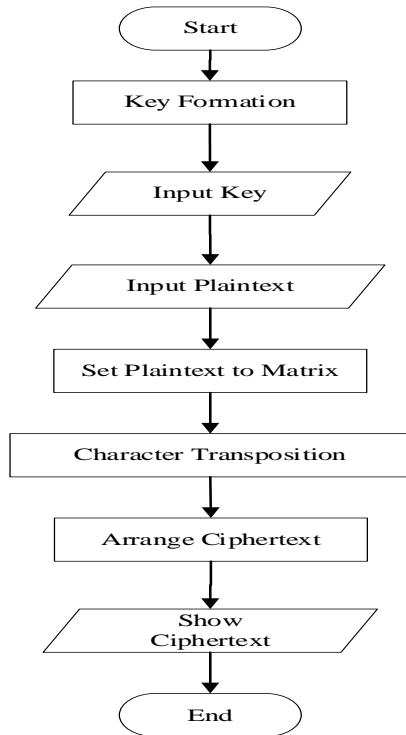 Start
Key Formation
Input Key
Input Plaintext
Set Plaintext to Matrix
Character Transposition
Arrange Ciphertext
Show
Ciphertext
End